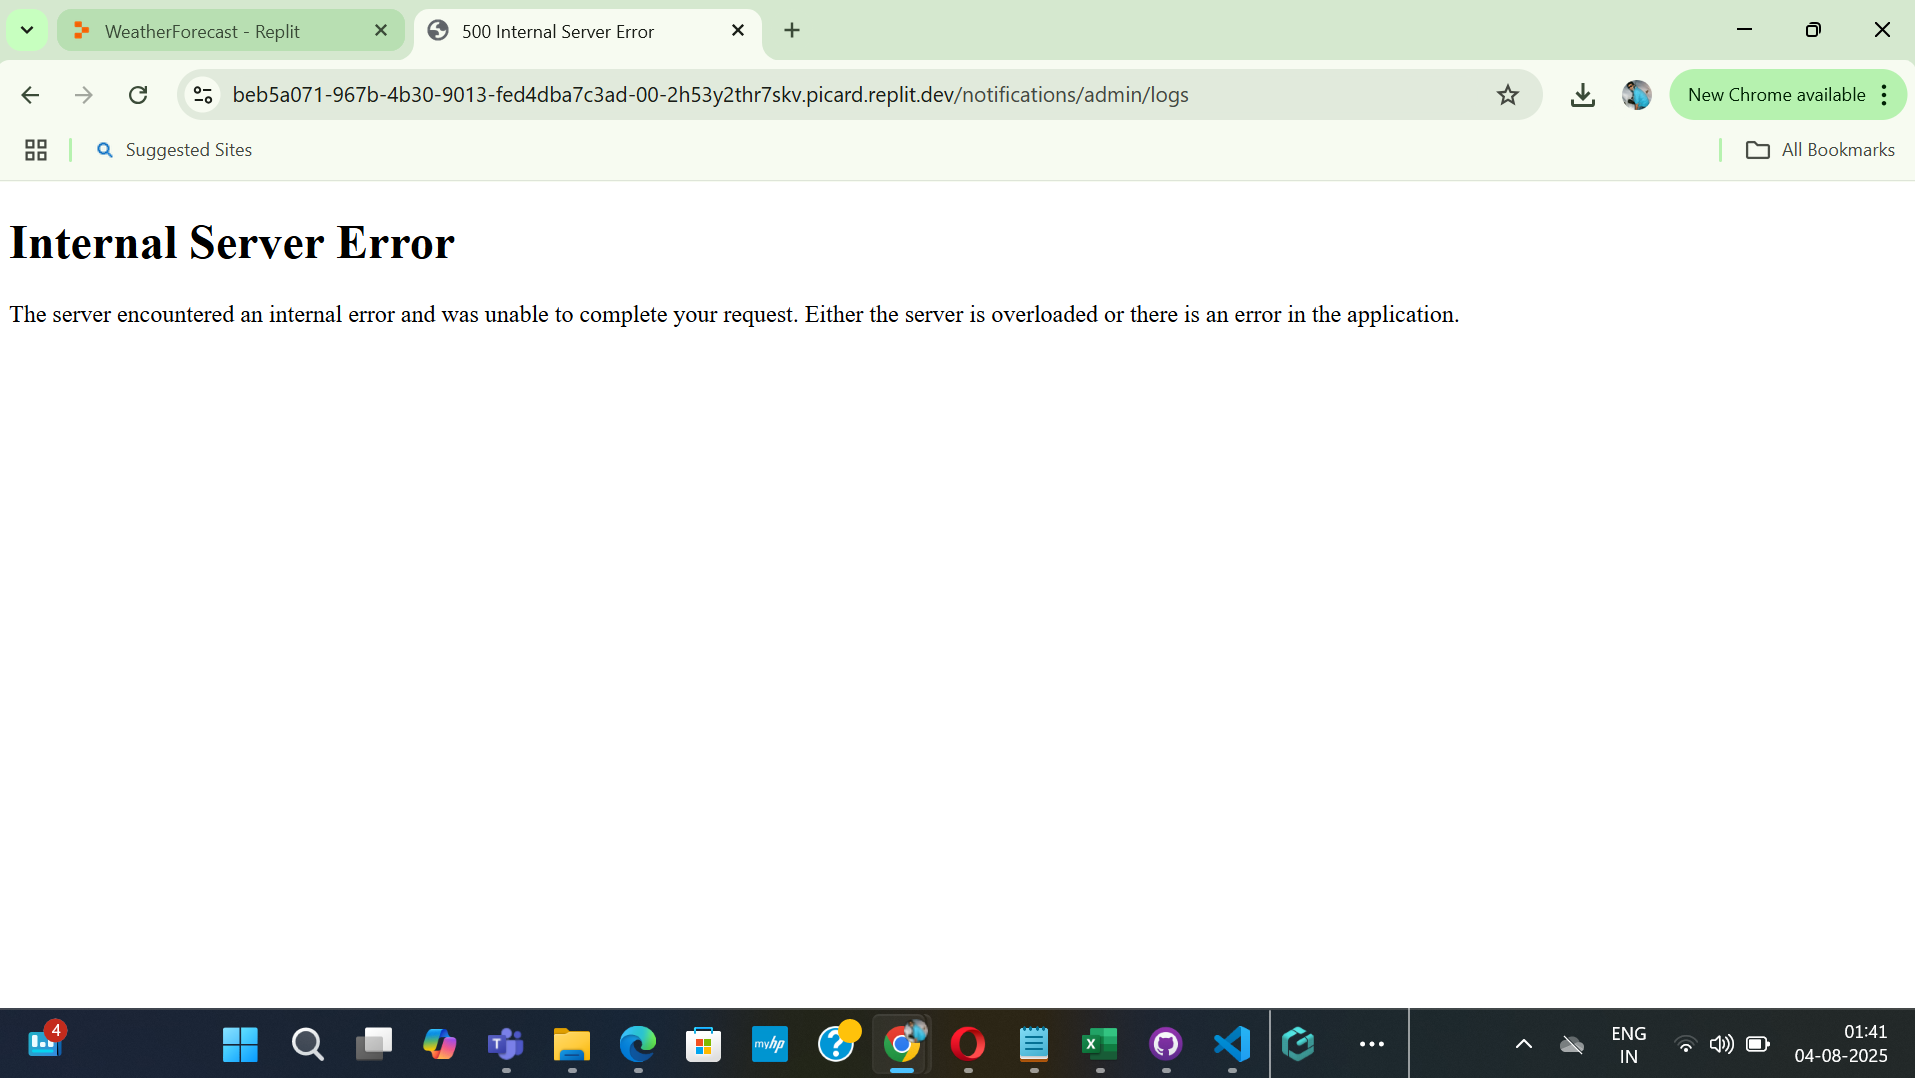 WeatherForecast - Replit
500 Internal Server Error
beb5a071-967b-4b30-9013-fed4dba7c3ad-00-2h53y2thr7skv.picard.replit.dev/notifications/admin/logs
New Chrome available
Suggested Sites
All Bookmarks
Internal Server Error
The server encountered an internal error and was unable to complete your request. Either the server is overloaded or there is an error in the application.
4
myhp
ENG
IN
01:41
04-08-2025